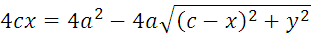 4cx = 4a² − 4a√((c − x)² + y²)